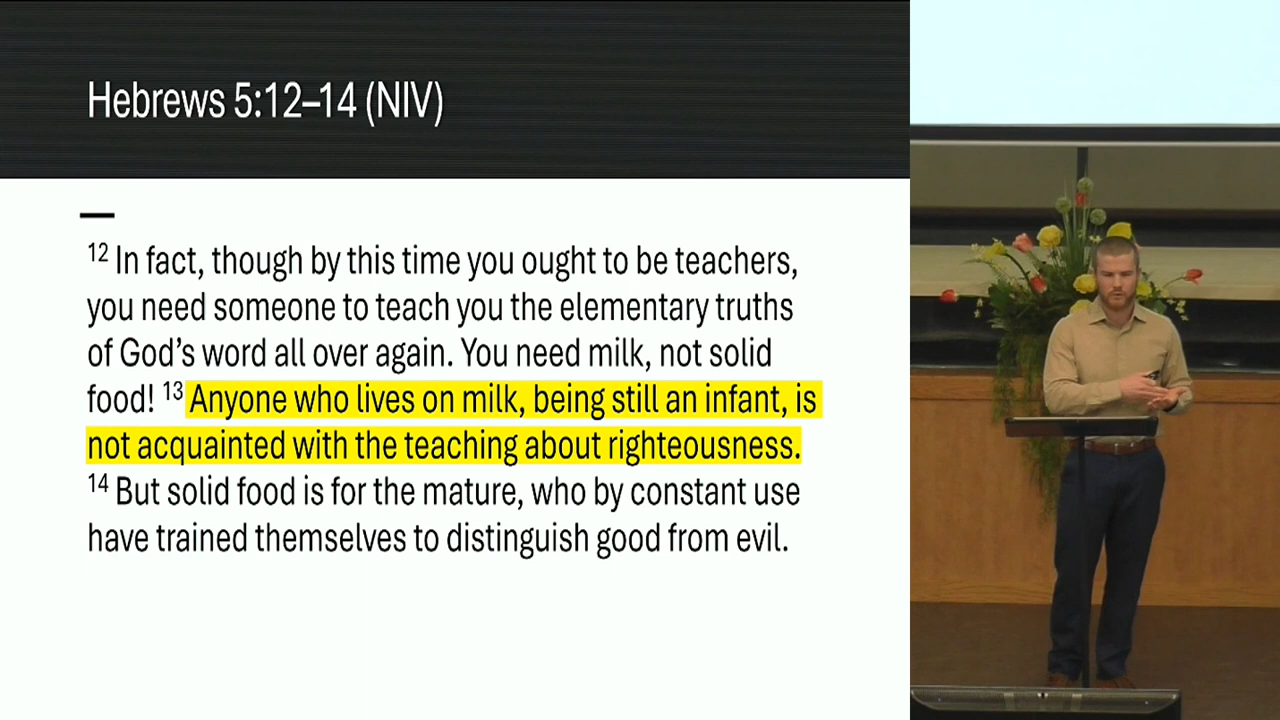 Hebrews 5:12–14 (NIV)
12 In fact, though by this time you ought to be teachers,
you need someone to teach you the elementary truths
of God’s word all over again. You need milk, not solid
food! 13 Anyone who lives on milk, being still an infant, is
not acquainted with the teaching about righteousness.
14 But solid food is for the mature, who by constant use
have trained themselves to distinguish good from evil.